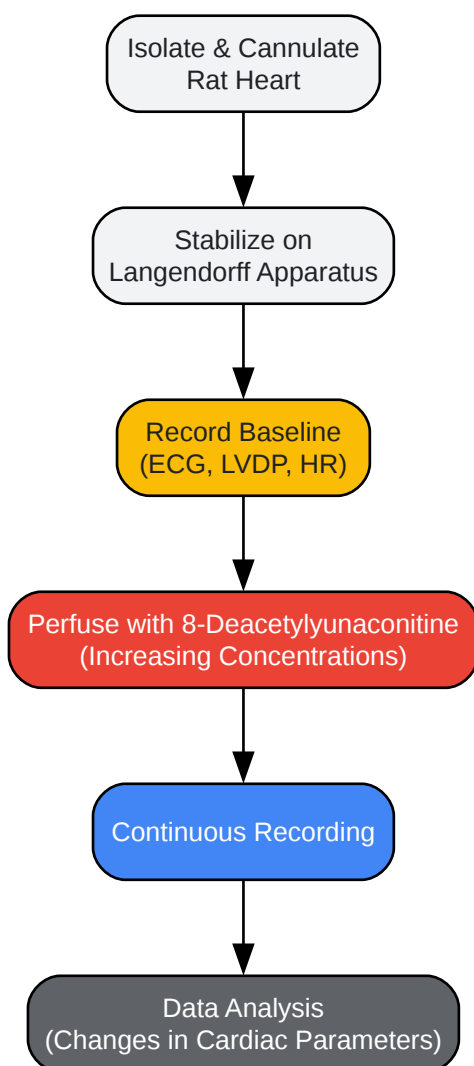 Isolate & Cannulate
Rat Heart
Stabilize on
Langendorff Apparatus
Record Baseline
(ECG, LVDP, HR)
Perfuse with 8-Deacetylyunaconitine
(Increasing Concentrations)
Continuous Recording
Data Analysis
(Changes in Cardiac Parameters)